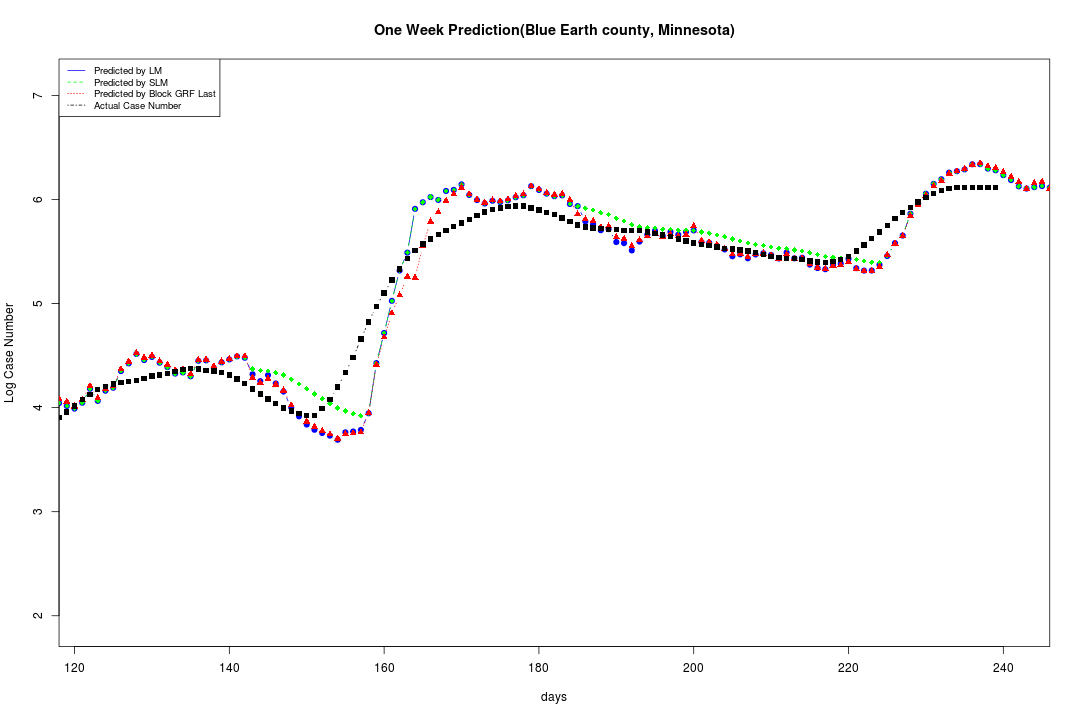 One Week Prediction(Blue Earth county, Minnesota)
Predicted by LM
Predicted by SLM
Predicted by Block GRF Last
Actual Case Number
7
6
5
4
3
2
Log Case Number
120 140 160 180 200 220 240
days